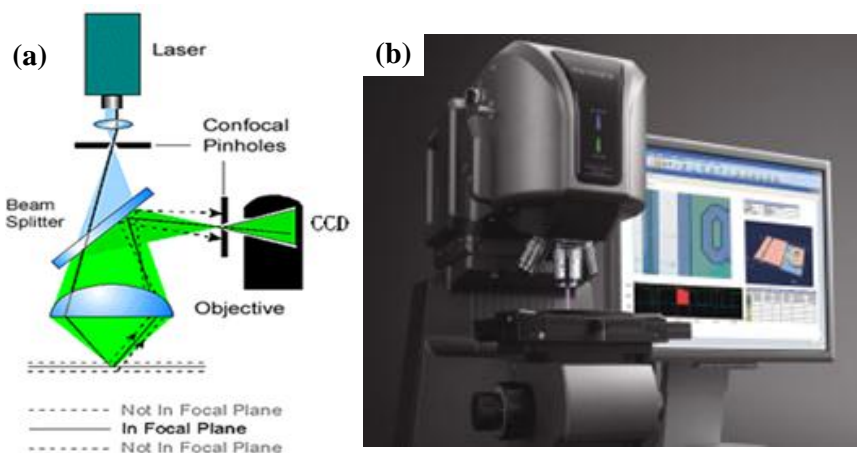 (a)
Laser
Confocal
Pinholes
Beam
Splitter
CCD
Objective
Not In Focal Plane
In Focal Plane
Not In Focal Plane
(b)